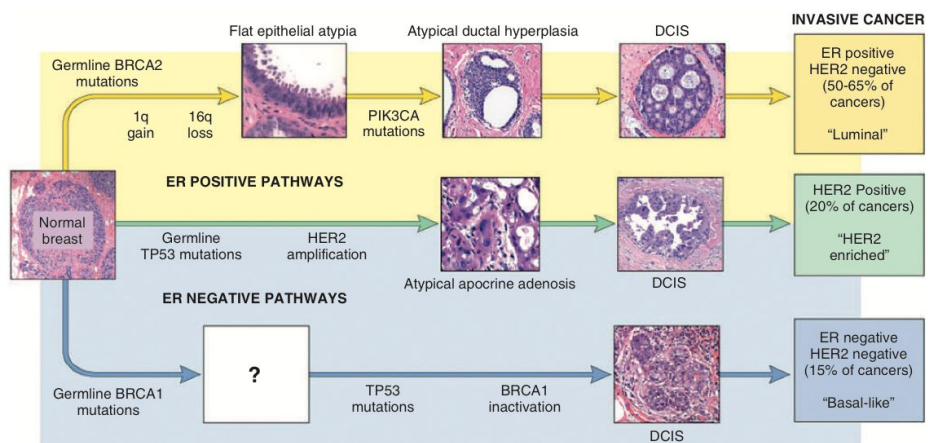 INVASIVE CANCER
Flat epithelial atypia
Atypical ductal hyperplasia
DCIS
Germline BRCA2
mutations
1q
gain
16q
loss
PIK3CA
mutations
ER positive
HER2 negative
(50-65% of
cancers)
“Luminal”
ER POSITIVE PATHWAYS
Normal
breast
Germline
TP53 mutations
HER2
amplification
Atypical apocrine adenosis
DCIS
HER2 Positive
(20% of cancers)
“HER2
enriched”
ER NEGATIVE PATHWAYS
Germline BRCA1
mutations
?
TP53
mutations
BRCA1
inactivation
DCIS
ER negative
HER2 negative
(15% of cancers)
“Basal-like”